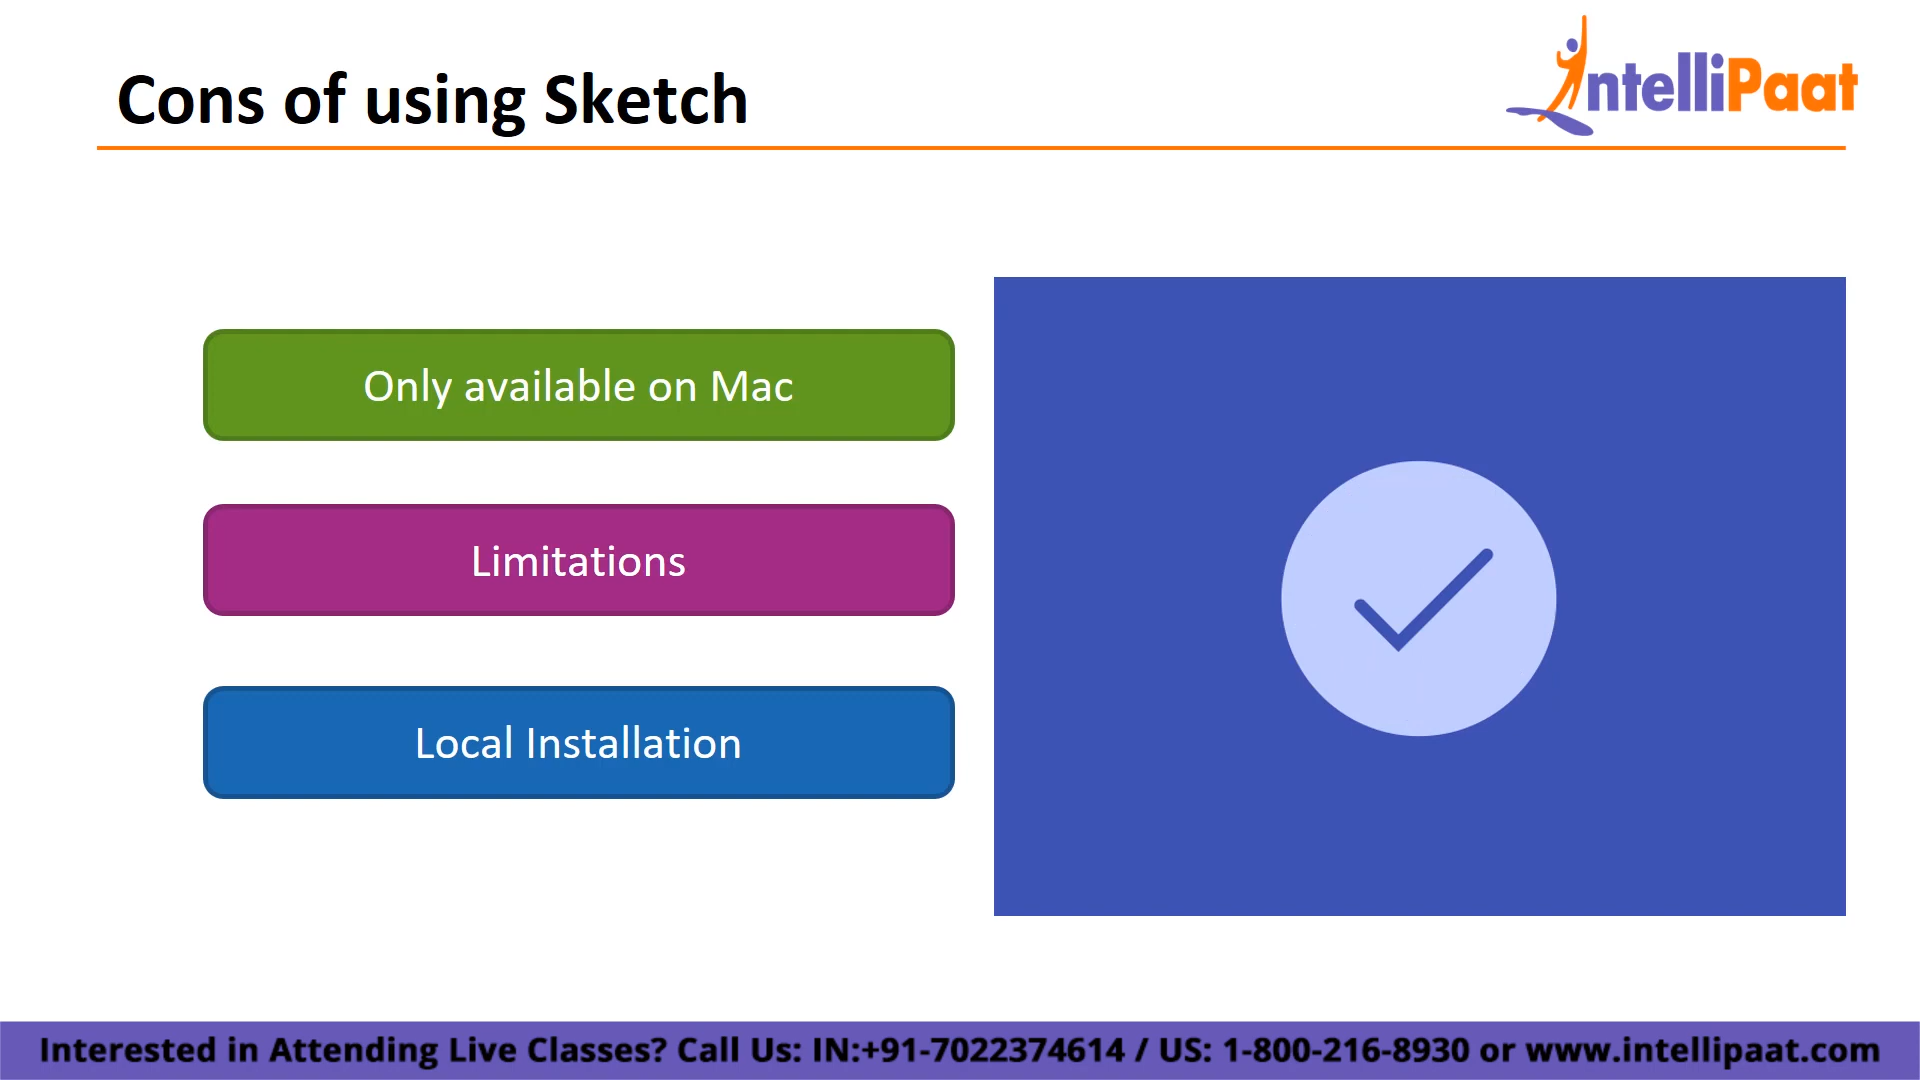 Cons of using Sketch
IntelliPaat
Only available on Mac
Limitations
Local Installation
Interested in Attending Live Classes? Call Us: IN:+91-7022374614 / US: 1-800-216-8930 or www.intellipaat.com